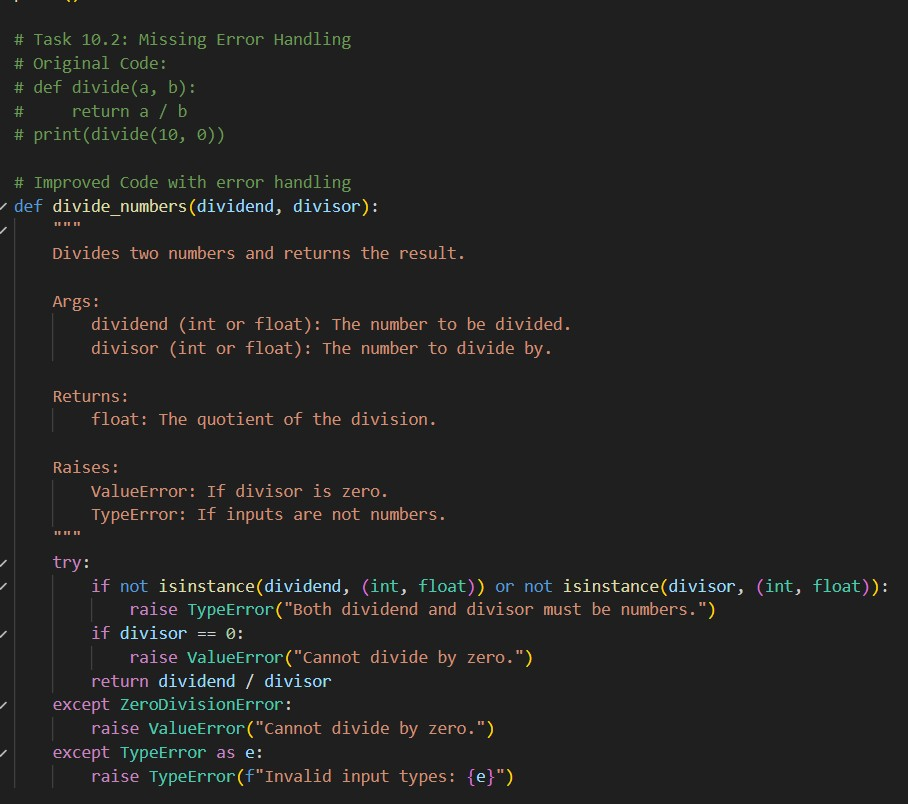 # Task 10.2: Missing Error Handling
# Original Code:
# def divide(a, b):
#     return a / b
# print(divide(10, 0))

# Improved Code with error handling
def divide_numbers(dividend, divisor):
    """
    Divides two numbers and returns the result.

    Args:
        dividend (int or float): The number to be divided.
        divisor (int or float): The number to divide by.

    Returns:
        float: The quotient of the division.

    Raises:
        ValueError: If divisor is zero.
        TypeError: If inputs are not numbers.
    """
    try:
        if not isinstance(dividend, (int, float)) or not isinstance(divisor, (int, float)):
            raise TypeError("Both dividend and divisor must be numbers.")
        if divisor == 0:
            raise ValueError("Cannot divide by zero.")
        return dividend / divisor
    except ZeroDivisionError:
        raise ValueError("Cannot divide by zero.")
    except TypeError as e:
        raise TypeError(f"Invalid input types: {e}")